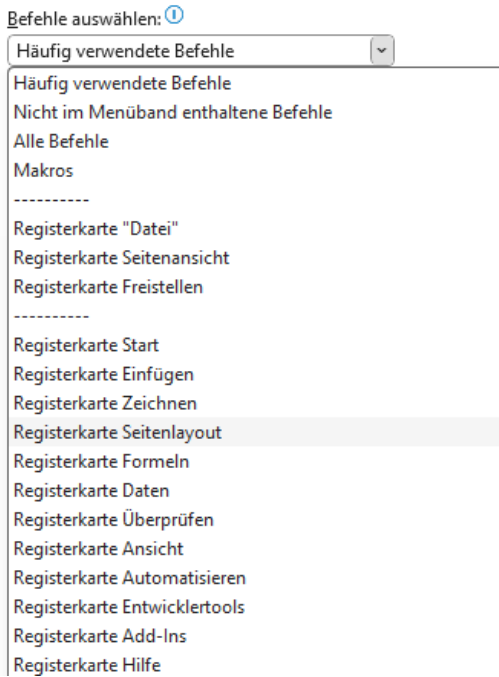 Befehle auswählen:
Häufig verwendete Befehle
Häufig verwendete Befehle
Nicht im Menüband enthaltene Befehle
Alle Befehle
Makros
----------
Registerkarte "Datei"
Registerkarte Seitenansicht
Registerkarte Freistellen
----------
Registerkarte Start
Registerkarte Einfügen
Registerkarte Zeichnen
Registerkarte Seitenlayout
Registerkarte Formeln
Registerkarte Daten
Registerkarte Überprüfen
Registerkarte Ansicht
Registerkarte Automatisieren
Registerkarte Entwicklertools
Registerkarte Add-Ins
Registerkarte Hilfe